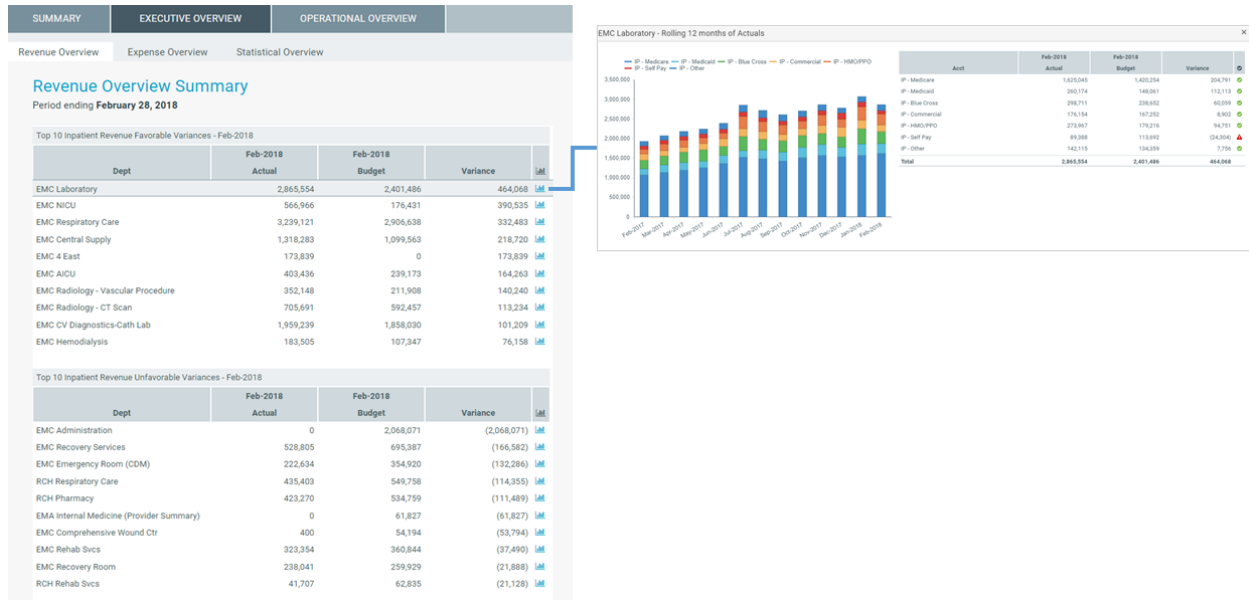 SUMMARY EXECUTIVE OVERVIEW OPERATIONAL OVERVIEW
Revenue Overview Expense Overview Statistical Overview
Revenue Overview Summary
Period ending February 28, 2018
Top 10 Inpatient Revenue Favorable Variances - Feb-2018
Feb-2018 Feb-2018
Dept Actual Budget Variance
EMC Laboratory 2,865,554 2,401,486 464,068
EMC NICU 566,966 176,431 390,535
EMC Respiratory Care 3,239,121 2,906,638 332,483
EMC Central Supply 1,318,283 1,099,563 218,720
EMC 4 East 173,839 0 173,839
EMC AICU 403,436 239,173 164,263
EMC Radiology - Vascular Procedure 352,148 211,908 140,240
EMC Radiology - CT Scan 705,691 592,457 113,234
EMC CV Diagnostics-Cath Lab 1,959,239 1,858,030 101,209
EMC Hemodialysis 183,505 107,347 76,158
Top 10 Inpatient Revenue Unfavorable Variances - Feb-2018
Feb-2018 Feb-2018
Dept Actual Budget Variance
EMC Administration 0 2,068,071 (2,068,071)
EMC Recovery Services 528,805 695,387 (166,582)
EMC Emergency Room (CDM) 222,634 354,920 (132,286)
RCH Respiratory Care 435,403 549,758 (114,355)
RCH Pharmacy 423,270 534,759 (111,489)
EMA Internal Medicine (Provider Summary) 0 61,827 (61,827)
EMC Comprehensive Wound Ctr 400 54,194 (53,794)
EMC Rehab Svcs 323,354 360,844 (37,490)
EMC Recovery Room 238,041 259,929 (21,888)
RCH Rehab Svcs 41,707 62,835 (21,128)
EMC Laboratory - Rolling 12 months of Actuals
IP - Medicare IP - Medicaid IP - Blue Cross IP - Commercial IP - HMO/PPO
IP - Self Pay IP - Other
3,500,000
3,000,000
2,500,000
2,000,000
1,500,000
1,000,000
500,000
0
Feb-2017 Mar-2017 Apr-2017 May-2017 Jun-2017 Jul-2017 Aug-2017 Sep-2017 Oct-2017 Nov-2017 Dec-2017 Jan-2018 Feb-2018
Feb-2018 Feb-2018
Acct Actual Budget Variance
IP - Medicare 1,625,045 1,420,254 204,791
IP - Medicaid 260,174 148,061 112,113
IP - Blue Cross 298,711 238,652 60,059
IP - Commercial 176,154 167,252 8,902
IP - HMO/PPO 273,967 179,216 94,751
IP - Self Pay 89,388 113,692 (24,304)
IP - Other 142,115 134,359 7,756
Total 2,865,554 2,401,486 464,068